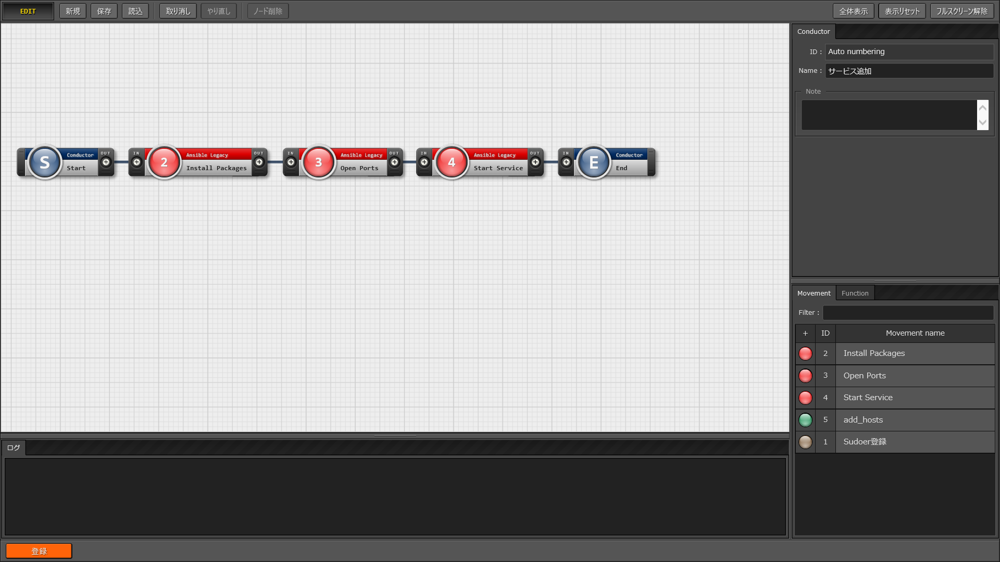 EDIT 新規 保存 読込 取り消し やり直し ノード削除 全体表示 表示リセット フルスクリーン解除
Conductor
ID : Auto numbering
Name : サービス追加
Note
S Conductor OUT IN 2 Ansible Legacy OUT IN 3 Ansible Legacy OUT IN 4 Ansible Legacy OUT IN E Conductor
Start Install Packages Open Ports Start Service End
Movement Function
Filter :
+ ID Movement name
2 Install Packages
3 Open Ports
4 Start Service
5 add_hosts
1 Sudoer登録
ログ
登録